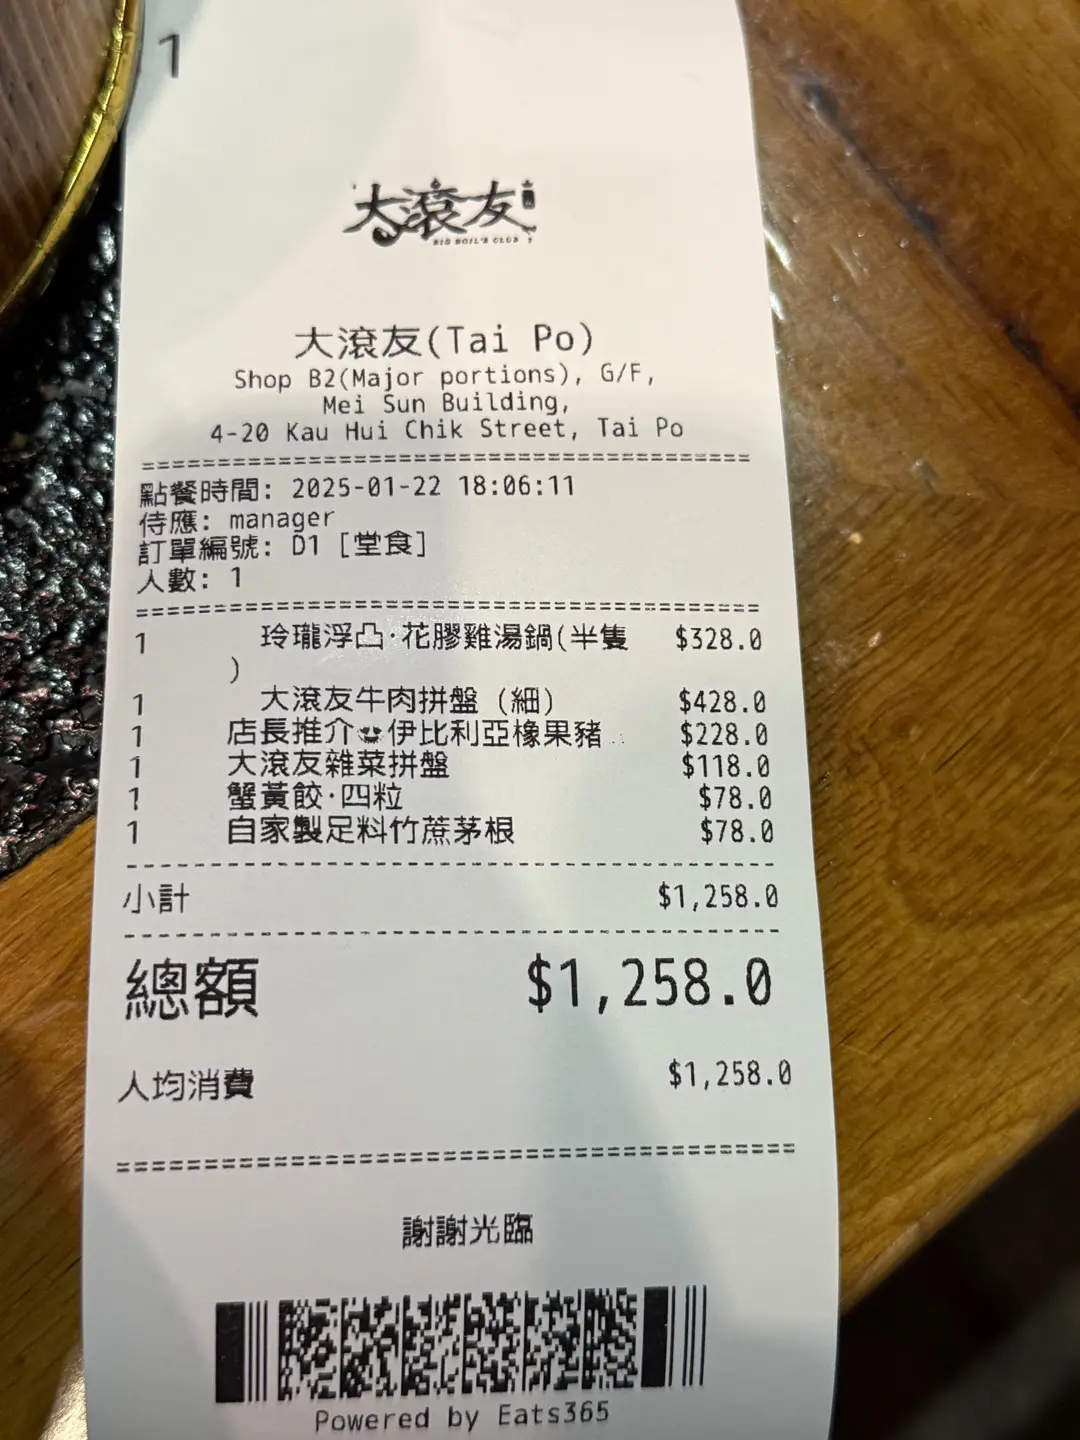 1
大滾友
BIG BOIL'S CLUB
大滾友(Tai Po)
Shop B2(Major portions), G/F,
Mei Sun Building,
4-20 Kau Hui Chik Street, Tai Po
點餐時間: 2025-01-22 18:06:11
侍應: manager
訂單編號: D1 [堂食]
人數: 1
1 玲瓏浮凸·花膠雞湯鍋(半隻 $328.0
)
1 大滾友牛肉拼盤 (細) $428.0
1 店長推介😍伊比利亞橡果豬.. $228.0
1 大滾友雜菜拼盤 $118.0
1 蟹黃餃·四粒 $78.0
1 自家製足料竹蔗茅根 $78.0
小計 $1,258.0
總額 $1,258.0
人均消費 $1,258.0
謝謝光臨
Powered by Eats365